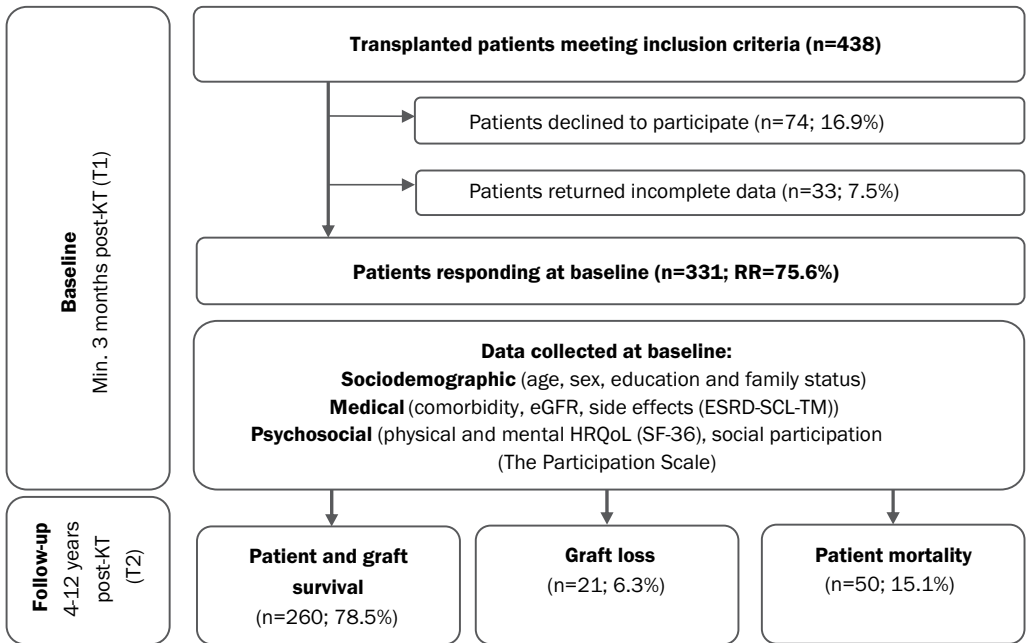 Baseline
Min. 3 months post-KT (T1)
Transplanted patients meeting inclusion criteria (n=438)
Patients declined to participate (n=74; 16.9%)
Patients returned incomplete data (n=33; 7.5%)
Patients responding at baseline (n=331; RR=75.6%)
Data collected at baseline:
Sociodemographic (age, sex, education and family status)
Medical (comorbidity, eGFR, side effects (ESRD-SCL-TM))
Psychosocial (physical and mental HRQoL (SF-36), social participation
(The Participation Scale)
Follow-up
4-12 years
post-KT
(T2)
Patient and graft
survival
(n=260; 78.5%)
Graft loss
(n=21; 6.3%)
Patient mortality
(n=50; 15.1%)